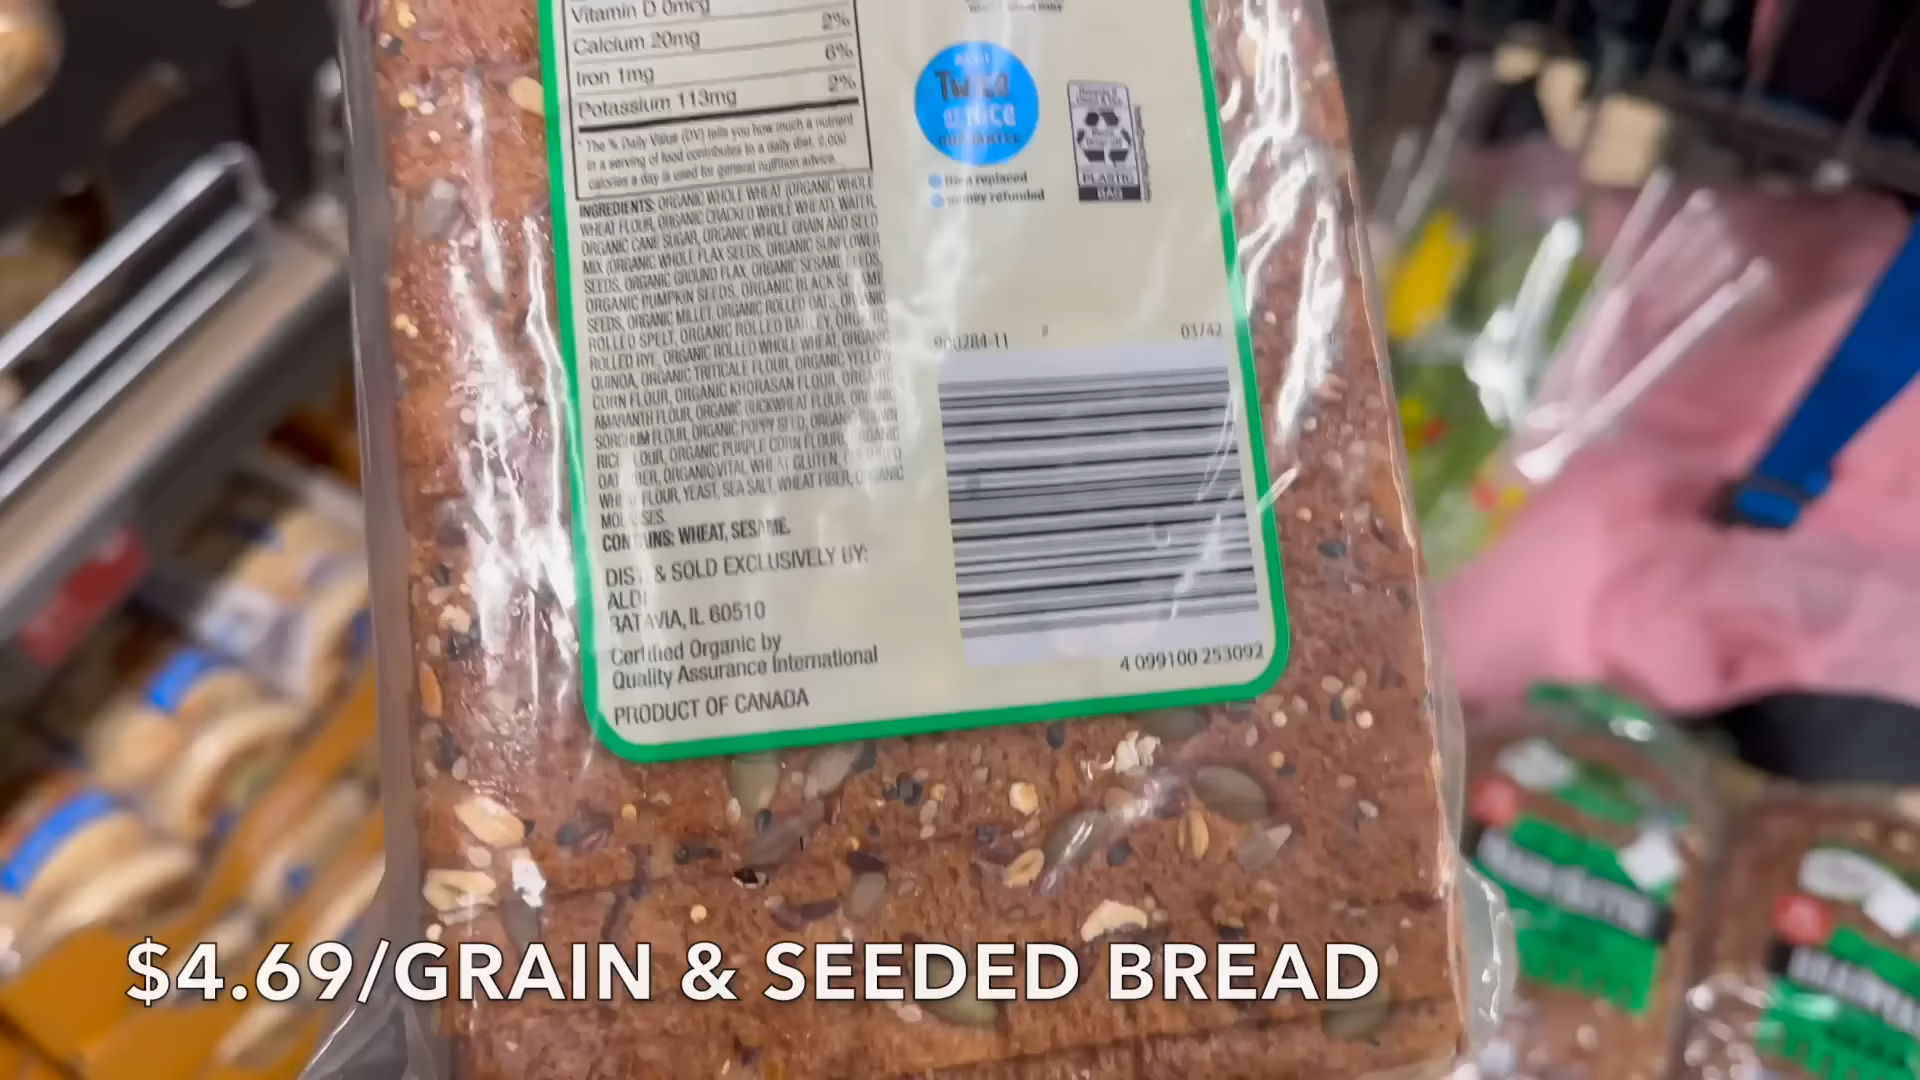 Vitamin D 0mcg
Calcium 20mg 2%
Iron 1mg 6%
Potassium 113mg 2%
* The % Daily Value (DV) tells you how much a nutrient
in a serving of food contributes to a daily diet. 2,000
calories a day is used for general nutrition advice.
INGREDIENTS: ORGANIC WHOLE WHEAT (ORGANIC WHOLE
WHEAT FLOUR, ORGANIC CRACKED WHOLE WHEAT), WATER,
ORGANIC CANE SUGAR, ORGANIC WHOLE GRAIN AND SEED
MIX (ORGANIC WHOLE FLAX SEEDS, ORGANIC SUNFLOWER
SEEDS, ORGANIC GROUND FLAX, ORGANIC SESAME SEEDS,
ORGANIC PUMPKIN SEEDS, ORGANIC BLACK SESAME
SEEDS, ORGANIC MILLET, ORGANIC ROLLED OATS, ORGANIC
ROLLED SPELT, ORGANIC ROLLED BARLEY, ORGANIC
ROLLED RYE, ORGANIC ROLLED WHOLE WHEAT, ORGANIC
QUINOA, ORGANIC TRITICALE FLOUR, ORGANIC YELLOW
CORN FLOUR, ORGANIC KHORASAN FLOUR, ORGANIC
AMARANTH FLOUR, ORGANIC BUCKWHEAT FLOUR, ORGANIC
SORGHUM FLOUR, ORGANIC POPPY SEED, ORGANIC BROWN
RICE FLOUR, ORGANIC PURPLE CORN FLOUR), ORGANIC
OAT FIBER, ORGANIC VITAL WHEAT GLUTEN, CULTURED
WHEAT FLOUR, YEAST, SEA SALT, WHEAT FIBER, ORGANIC
MOLASSES.
CONTAINS: WHEAT, SESAME.
DIST. & SOLD EXCLUSIVELY BY:
ALDI
BATAVIA, IL 60510
Certified Organic by
Quality Assurance International
PRODUCT OF CANADA
Twice
as Nice
GUARANTEE
item replaced
money refunded
PLASTIC
BAG
900284-11
03742
4 099100 253092
$4.69/GRAIN & SEEDED BREAD